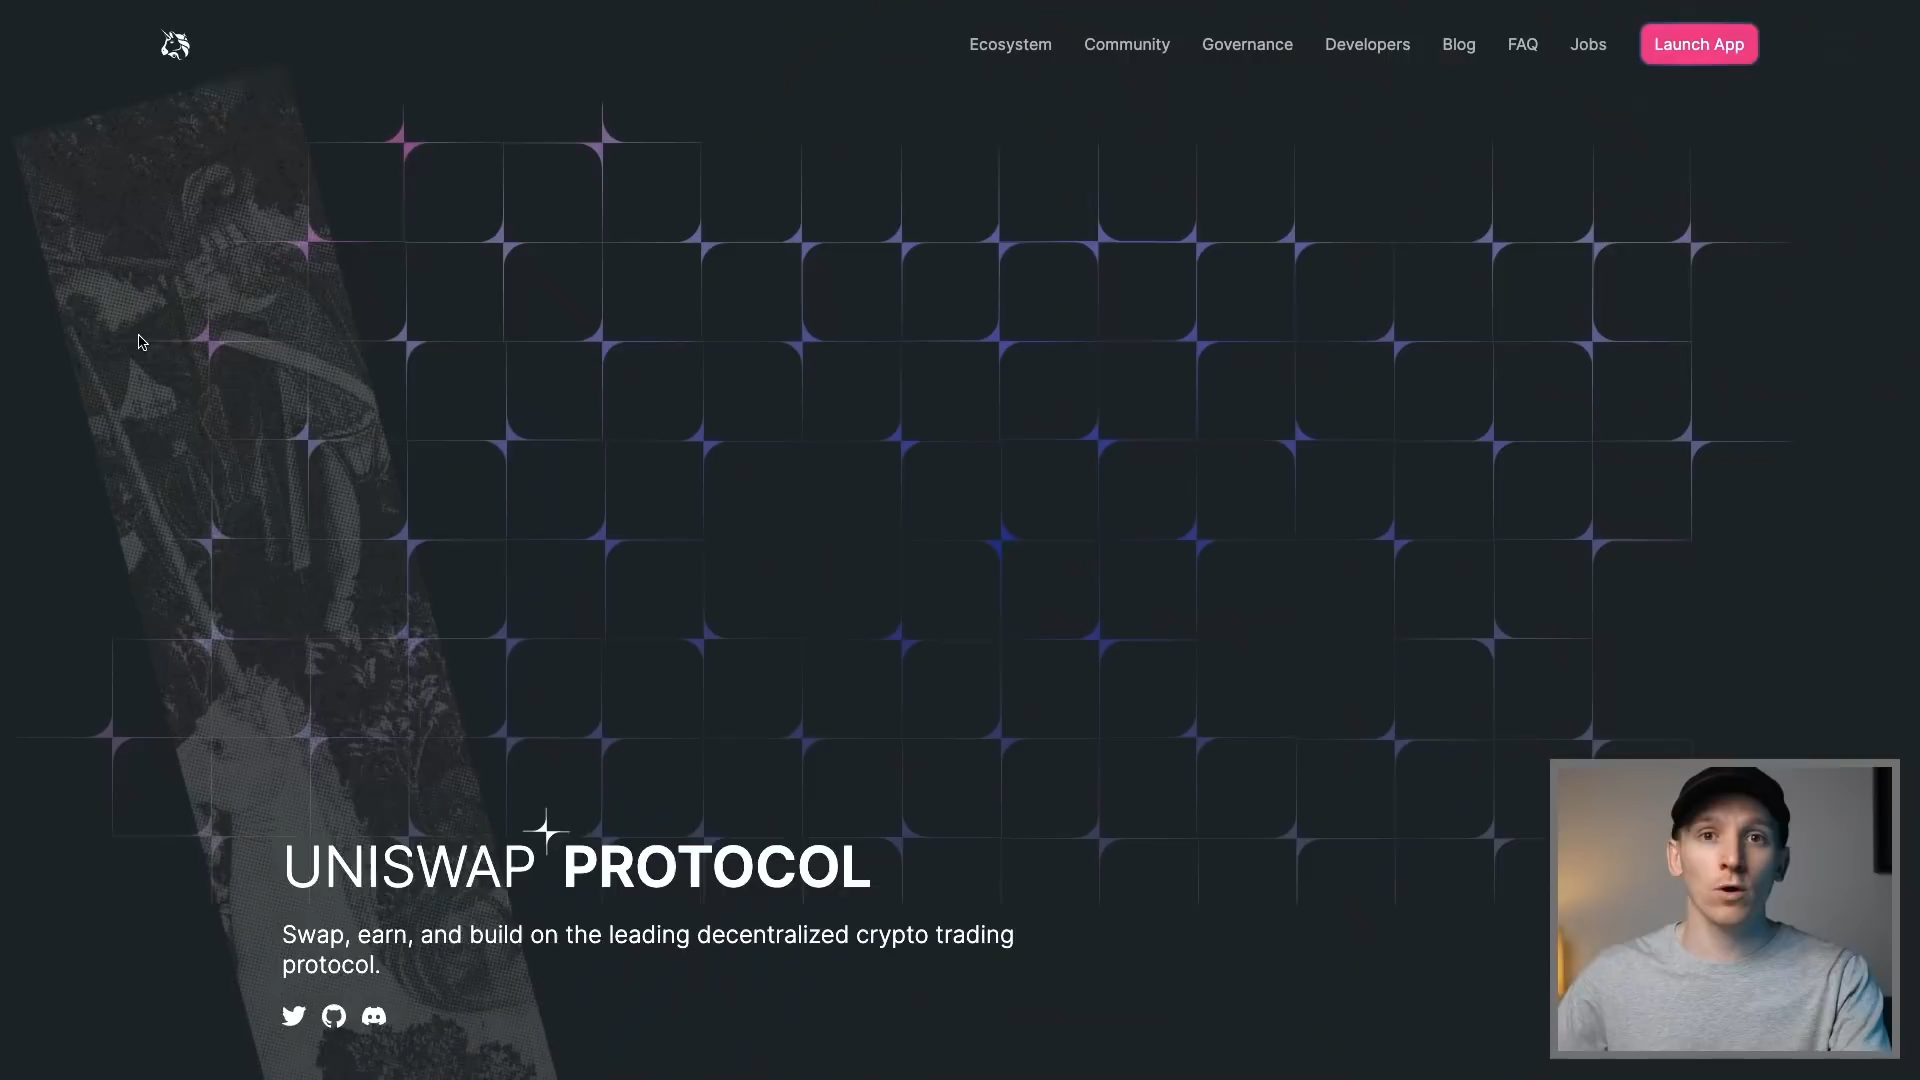 Ecosystem Community Governance Developers Blog FAQ Jobs Launch App
UNISWAP PROTOCOL
Swap, earn, and build on the leading decentralized crypto trading
protocol.